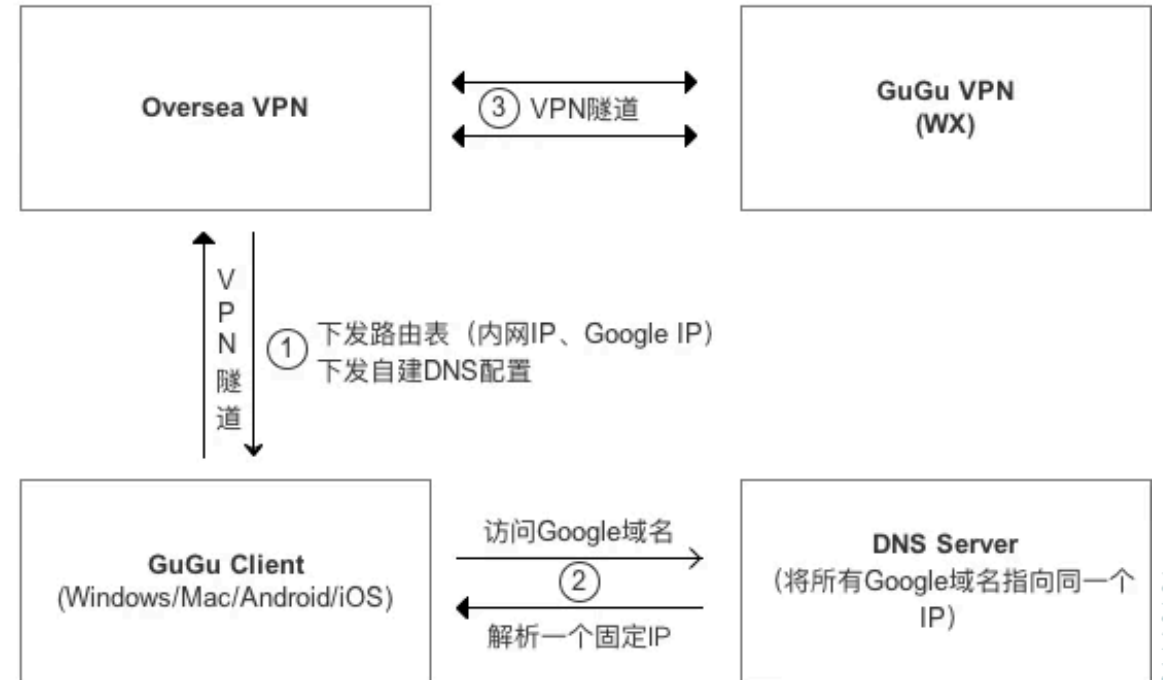 Oversea VPN
③ VPN隧道
GuGu VPN
(WX)
VPN隧道
① 下发路由表（内网IP、Google IP）
下发自建DNS配置
GuGu Client
(Windows/Mac/Android/iOS)
访问Google域名
②
解析一个固定IP
DNS Server
（将所有Google域名指向同一个
IP）